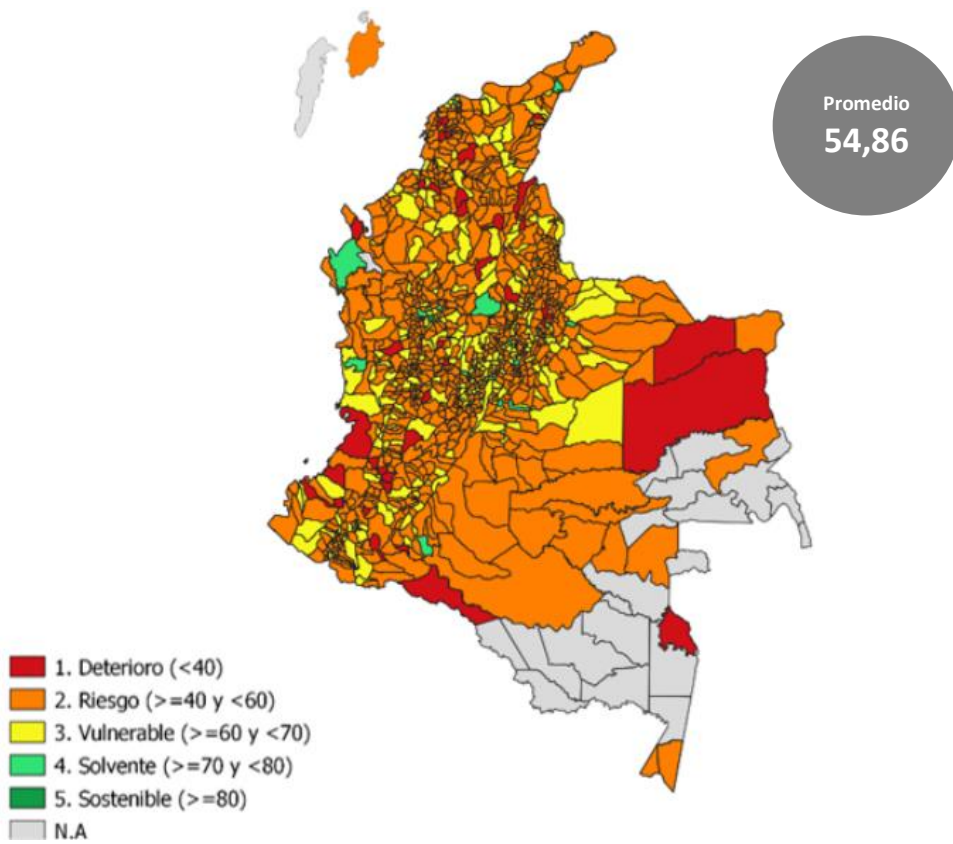 Promedio
54,86
1. Deterioro (<40)
2. Riesgo (>=40 y <60)
3. Vulnerable (>=60 y <70)
4. Solvente (>=70 y <80)
5. Sostenible (>=80)
N.A